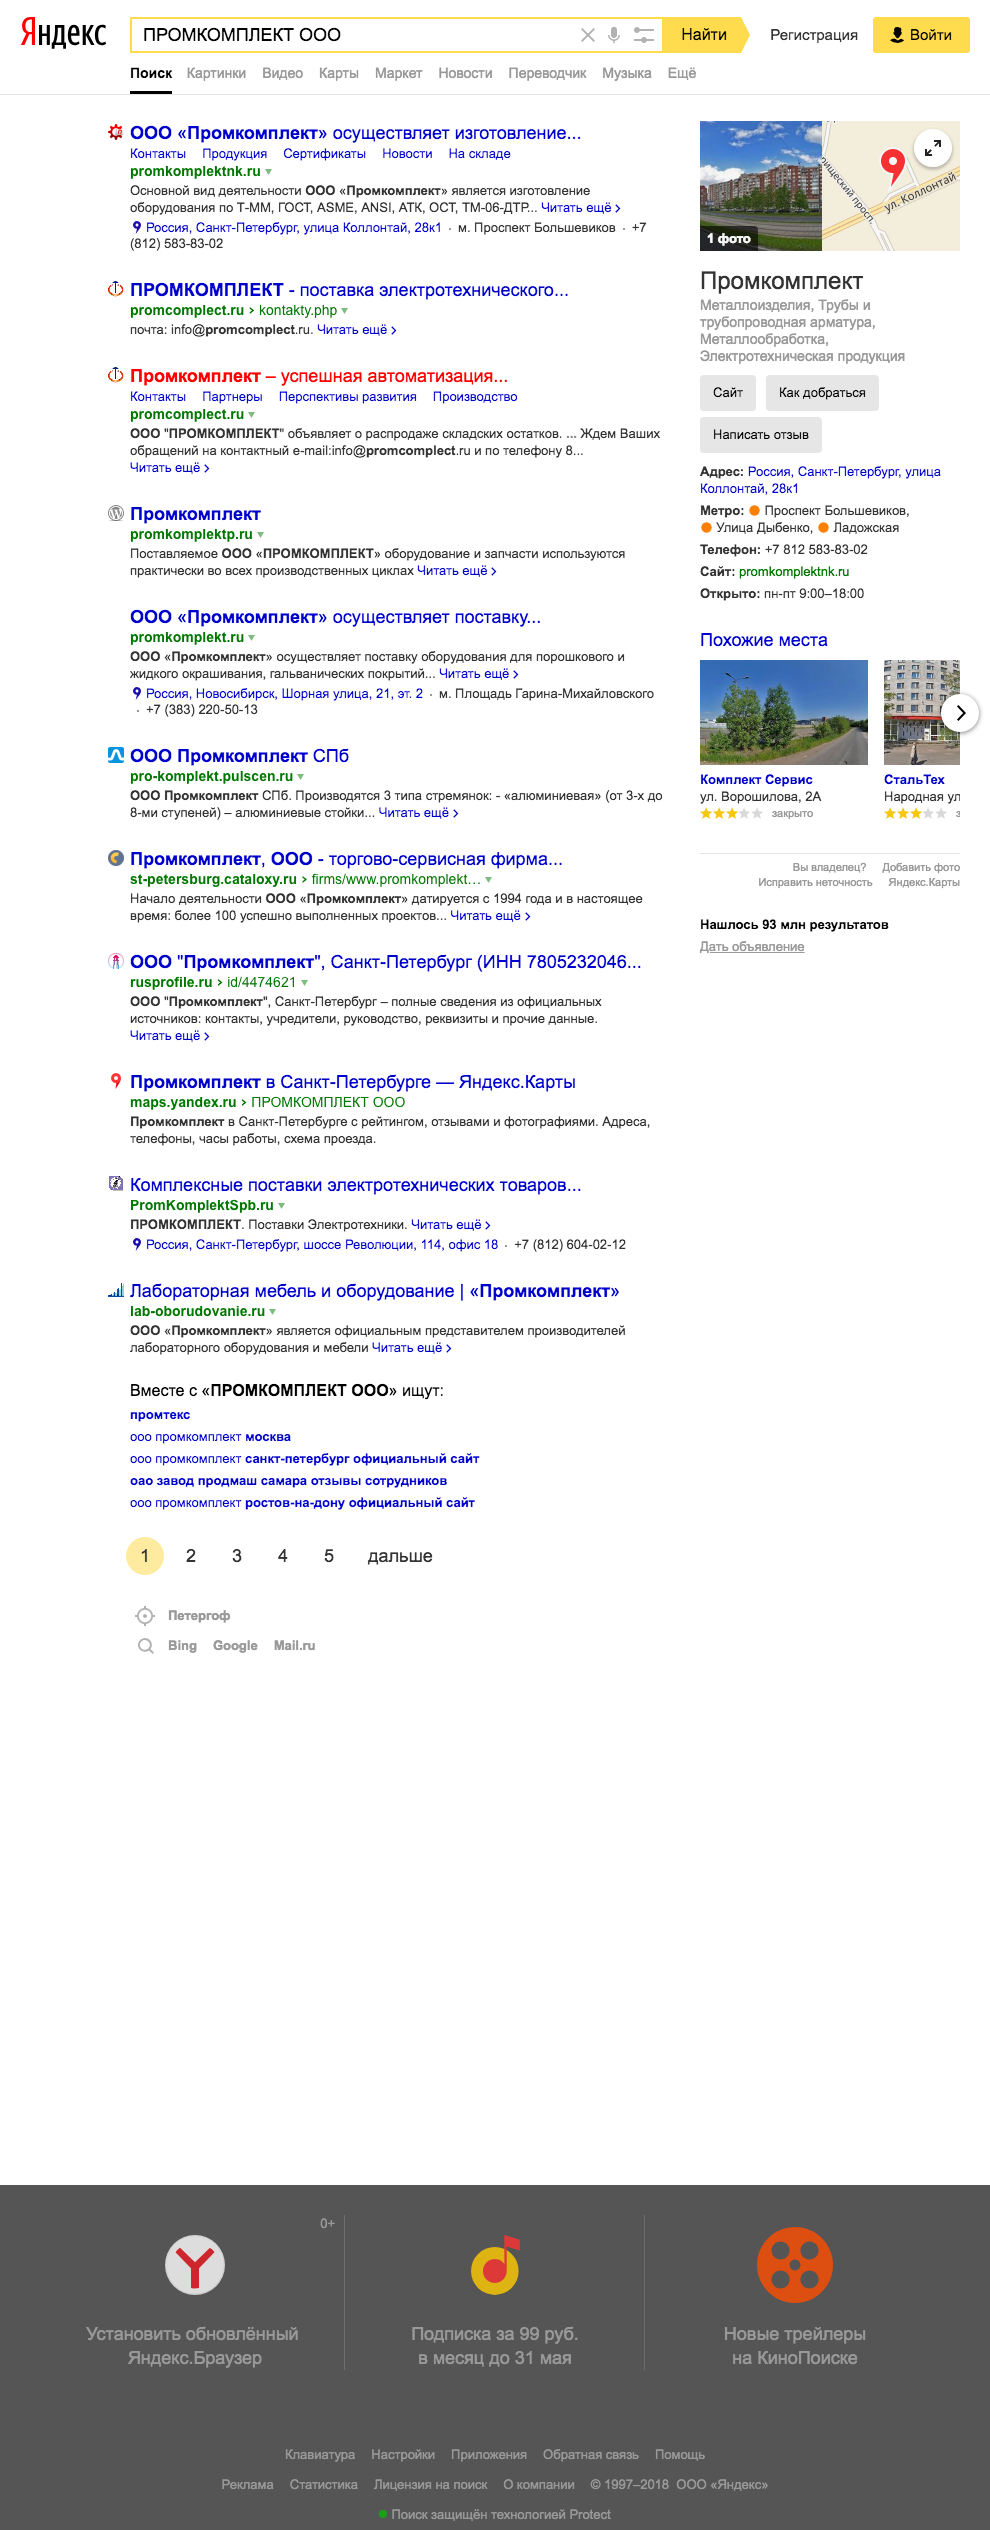 Яндекс
ПРОМКОМПЛЕКТ ООО
Найти
Регистрация
Войти
Поиск Картинки Видео Карты Маркет Новости Переводчик Музыка Ещё
ООО «Промкомплект» осуществляет изготовление...
Контакты Продукция Сертификаты Новости На складе
promkomplektnk.ru
Основной вид деятельности ООО «Промкомплект» является изготовление
оборудования по Т-ММ, ГОСТ, ASME, ANSI, АТК, ОСТ, ТМ-06-ДТР... Читать ещё
Россия, Санкт-Петербург, улица Коллонтай, 28к1 · м. Проспект Большевиков · +7
(812) 583-83-02
ПРОМКОМПЛЕКТ - поставка электротехнического...
promcomplect.ru › kontakty.php
почта: info@promcomplect.ru. Читать ещё
Промкомплект – успешная автоматизация...
Контакты Партнеры Перспективы развития Производство
promcomplect.ru
ООО "ПРОМКОМПЛЕКТ" объявляет о распродаже складских остатков. ... Ждем Ваших
обращений на контактный e-mail:info@promcomplect.ru и по телефону 8...
Читать ещё
Промкомплект
promkomplektp.ru
Поставляемое ООО «ПРОМКОМПЛЕКТ» оборудование и запчасти используются
практически во всех производственных циклах Читать ещё
ООО «Промкомплект» осуществляет поставку...
promkomplekt.ru
ООО «Промкомплект» осуществляет поставку оборудования для порошкового и
жидкого окрашивания, гальванических покрытий... Читать ещё
Россия, Новосибирск, Шорная улица, 21, эт. 2 · м. Площадь Гарина-Михайловского
· +7 (383) 220-50-13
ООО Промкомплект СПб
pro-komplekt.pulscen.ru
ООО Промкомплект СПб. Производятся 3 типа стремянок: - «алюминиевая» (от 3-х до
8-ми ступеней) – алюминиевые стойки... Читать ещё
Промкомплект, ООО - торгово-сервисная фирма...
st-petersburg.cataloxy.ru › firms/www.promkomplekt...
Начало деятельности ООО «Промкомплект» датируется с 1994 года и в настоящее
время: более 100 успешно выполненных проектов... Читать ещё
ООО "Промкомплект", Санкт-Петербург (ИНН 7805232046...
rusprofile.ru › id/4474621
ООО "Промкомплект", Санкт-Петербург – полные сведения из официальных
источников: контакты, учредители, руководство, реквизиты и прочие данные.
Читать ещё
Промкомплект в Санкт-Петербурге — Яндекс.Карты
maps.yandex.ru › ПРОМКОМПЛЕКТ ООО
Промкомплект в Санкт-Петербурге с рейтингом, отзывами и фотографиями. Адреса,
телефоны, часы работы, схема проезда.
Комплексные поставки электротехнических товаров...
PromKomplektSpb.ru
ПРОМКОМПЛЕКТ. Поставки Электротехники. Читать ещё
Россия, Санкт-Петербург, шоссе Революции, 114, офис 18 · +7 (812) 604-02-12
Лабораторная мебель и оборудование | «Промкомплект»
lab-oborudovanie.ru
ООО «Промкомплект» является официальным представителем производителей
лабораторного оборудования и мебели Читать ещё
Вместе с «ПРОМКОМПЛЕКТ ООО» ищут:
промтекс
ооо промкомплект москва
ооо промкомплект санкт-петербург официальный сайт
оао завод продмаш самара отзывы сотрудников
ооо промкомплект ростов-на-дону официальный сайт
1 2 3 4 5 дальше
Петергоф
Bing Google Mail.ru
1 фото
ул. Коллонтай
Промкомплект
Металлоизделия, Трубы и
трубопроводная арматура,
Металлообработка,
Электротехническая продукция
Сайт
Как добраться
Написать отзыв
Адрес: Россия, Санкт-Петербург, улица
Коллонтай, 28к1
Метро: Проспект Большевиков,
Улица Дыбенко, Ладожская
Телефон: +7 812 583-83-02
Сайт: promkomplektnk.ru
Открыто: пн-пт 9:00–18:00
Похожие места
Комплект Сервис
ул. Ворошилова, 2А
закрыто
СтальТех
Народная ул
Вы владелец? Добавить фото
Исправить неточность Яндекс.Карты
Нашлось 93 млн результатов
Дать объявление
0+
Установить обновлённый
Яндекс.Браузер
Подписка за 99 руб.
в месяц до 31 мая
Новые трейлеры
на КиноПоиске
Клавиатура Настройки Приложения Обратная связь Помощь
Реклама Статистика Лицензия на поиск О компании © 1997–2018 ООО «Яндекс»
Поиск защищён технологией Protect